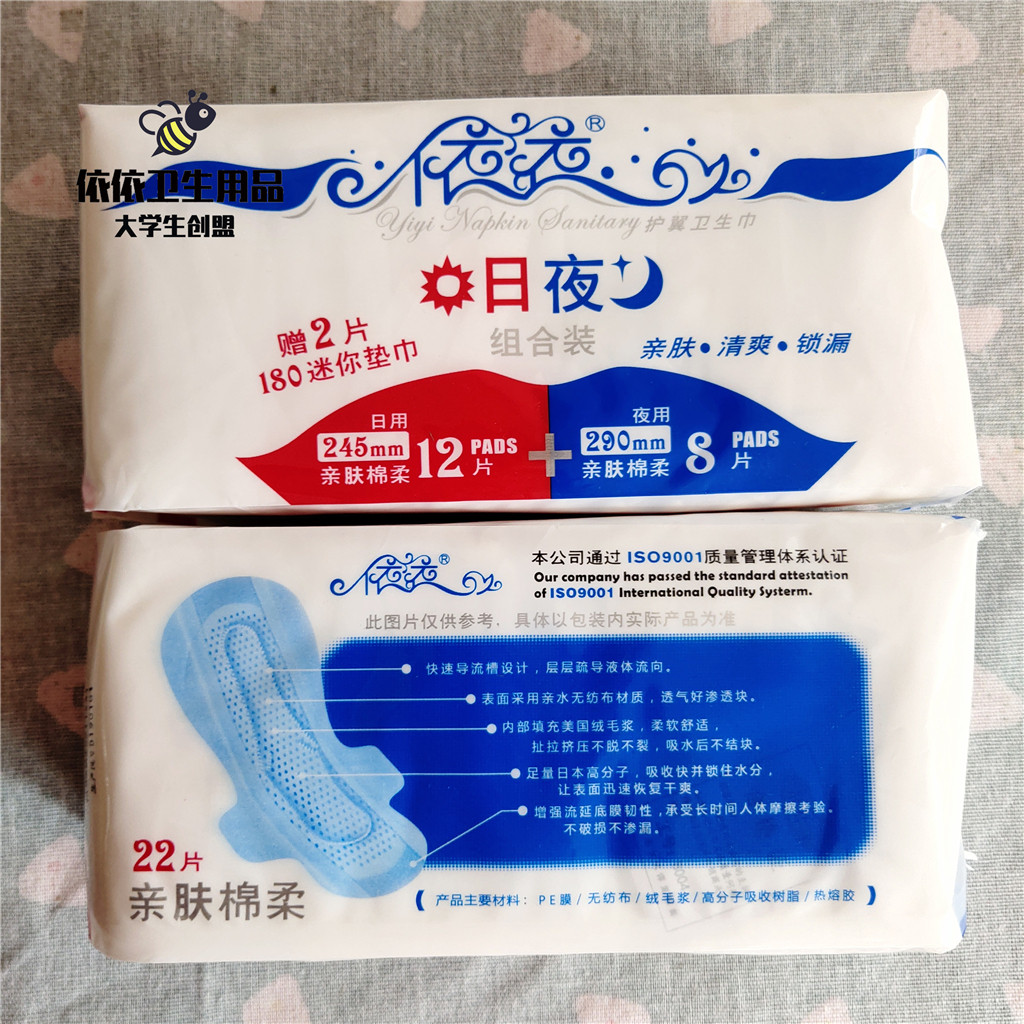 依依卫生用品
大学生创盟
依依®
Yiyi Napkin Sanitary 护翼卫生巾
日夜
组合装
赠2片
180迷你垫巾
亲肤·清爽·锁漏
日用
245mm
亲肤棉柔
12 PADS
片
+
夜用
290mm
亲肤棉柔
8 PADS
片
依依®
本公司通过 ISO9001质量管理体系认证
Our company has passed the standard attestation
of ISO9001 International Quality Systerm.
此图片仅供参考，具体以包装内实际产品为准
快速导流槽设计，层层疏导液体流向。
表面采用亲水无纺布材质，透气好渗透块。
内部填充美国绒毛浆，柔软舒适，
扯拉挤压不脱不裂，吸水后不结块。
足量日本高分子，吸收快并锁住水分，
让表面迅速恢复干爽。
增强流延底膜韧性，承受长时间人体摩擦考验。
不破损不渗漏。
22片
亲肤棉柔
【产品主要材料：PE膜/无纺布/绒毛浆/高分子吸收树脂/热熔胶】